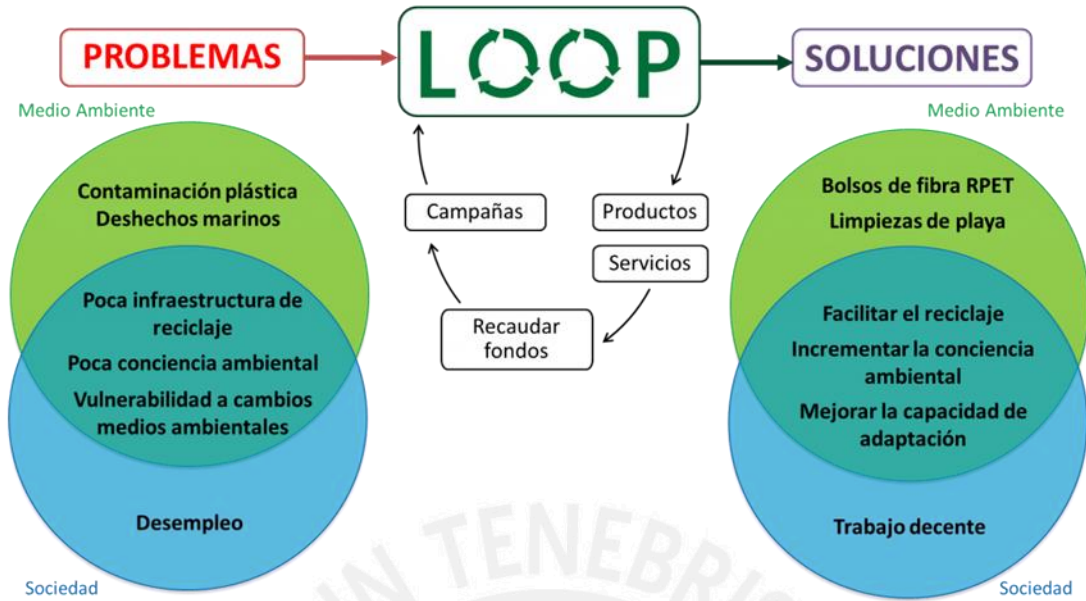 PROBLEMAS
LOOP
SOLUCIONES
Medio Ambiente
Contaminación plástica
Deshechos marinos
Poca infraestructura de
reciclaje
Poca conciencia ambiental
Vulnerabilidad a cambios
medios ambientales
Desempleo
Sociedad
Campañas
Productos
Servicios
Recaudar
fondos
Medio Ambiente
Bolsos de fibra RPET
Limpiezas de playa
Facilitar el reciclaje
Incrementar la conciencia
ambiental
Mejorar la capacidad de
adaptación
Trabajo decente
Sociedad
IN TENEBRIS